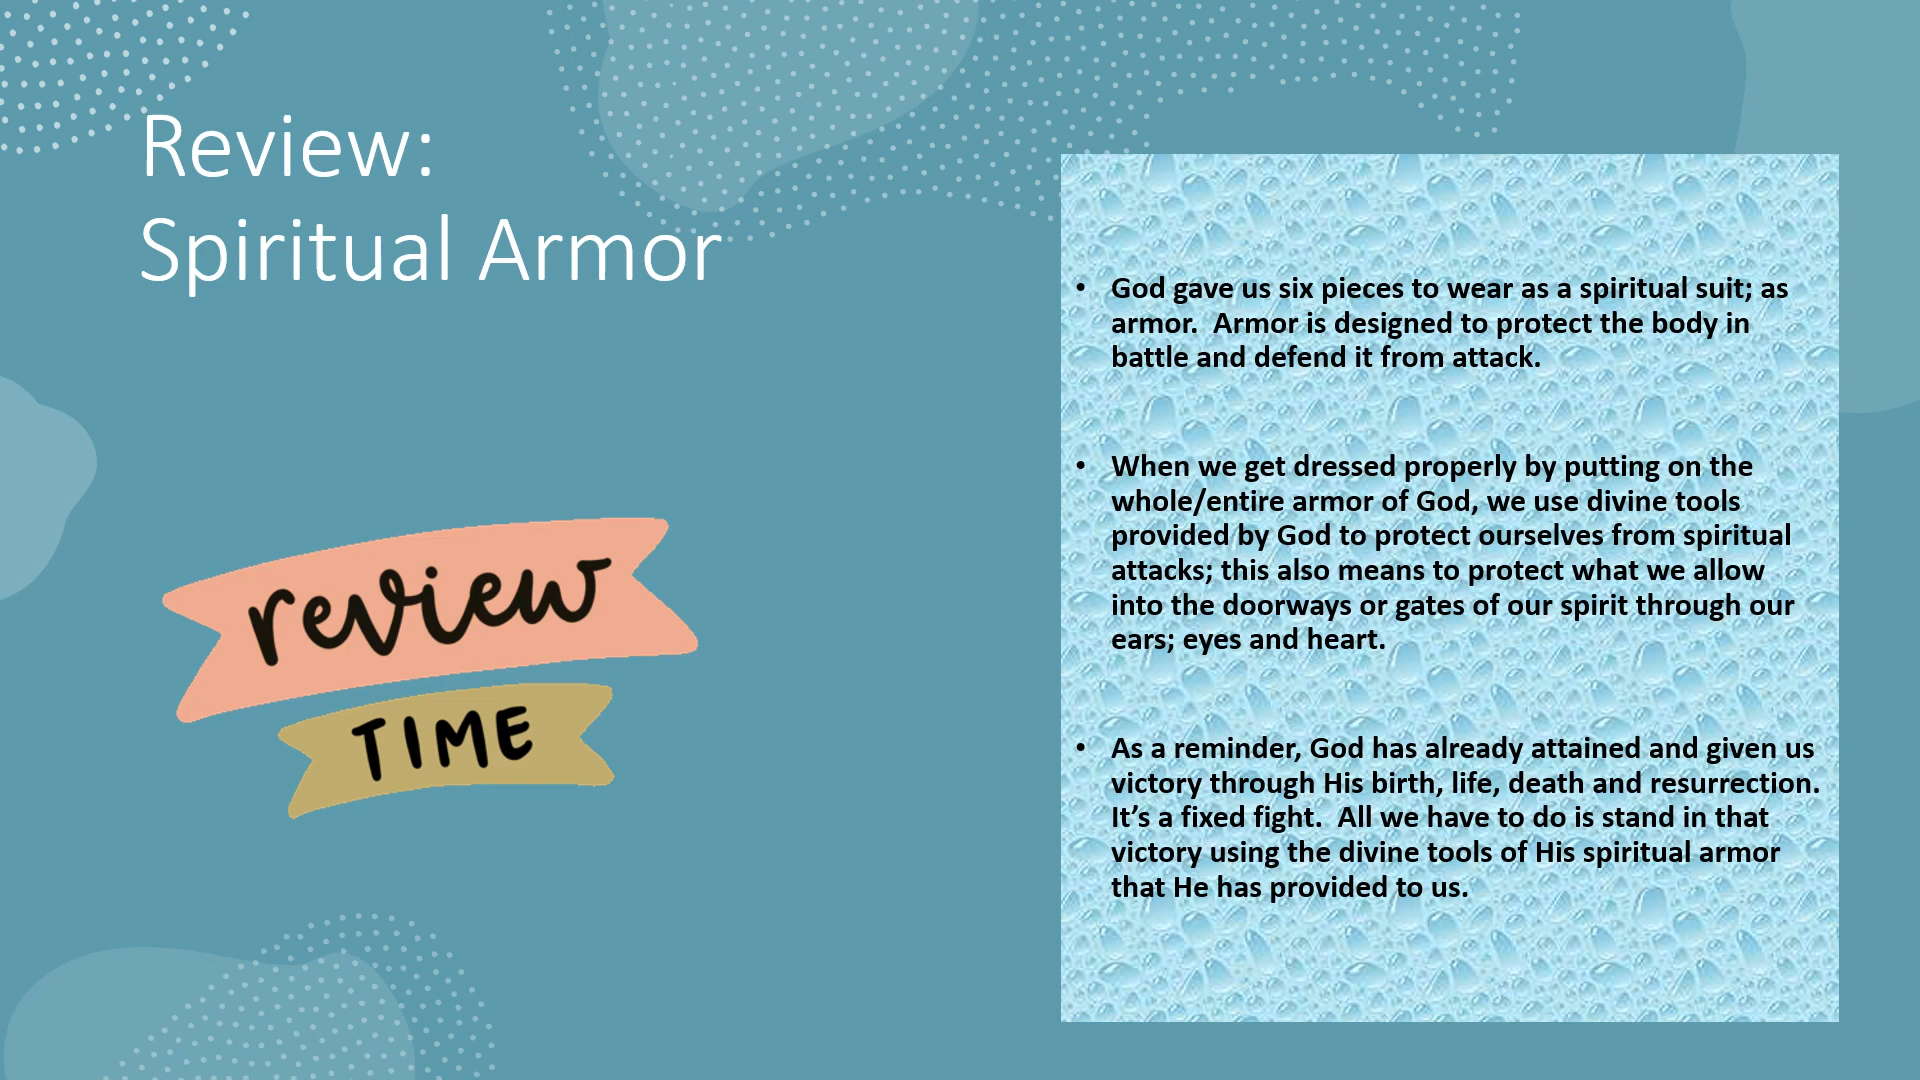 Review:
Spiritual Armor
review
TIME
• God gave us six pieces to wear as a spiritual suit; as
armor.  Armor is designed to protect the body in
battle and defend it from attack.
• When we get dressed properly by putting on the
whole/entire armor of God, we use divine tools
provided by God to protect ourselves from spiritual
attacks; this also means to protect what we allow
into the doorways or gates of our spirit through our
ears; eyes and heart.
• As a reminder, God has already attained and given us
victory through His birth, life, death and resurrection.
It’s a fixed fight.  All we have to do is stand in that
victory using the divine tools of His spiritual armor
that He has provided to us.